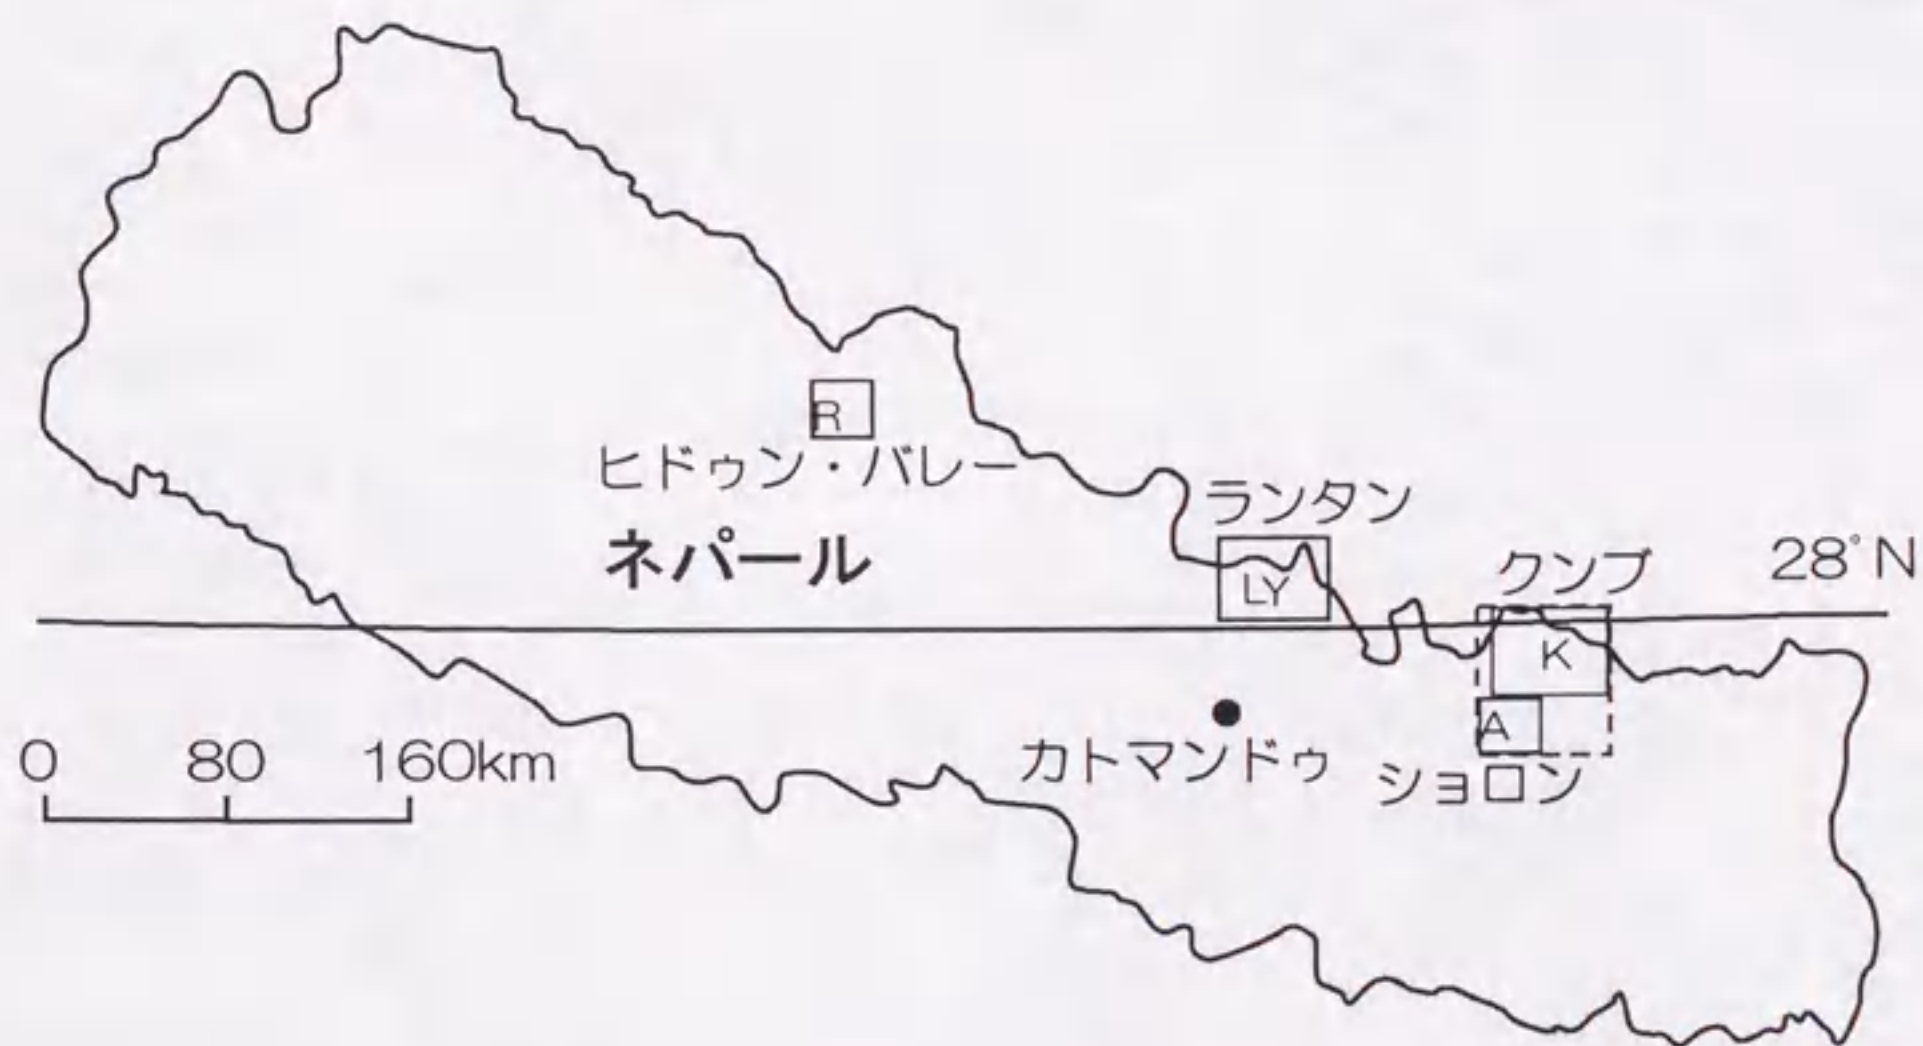 R
ヒドゥン・バレー
ランタン
ネパール
クンブ
28°N
LY
K
A
カトマンドゥ
ショロン
0 80 160km